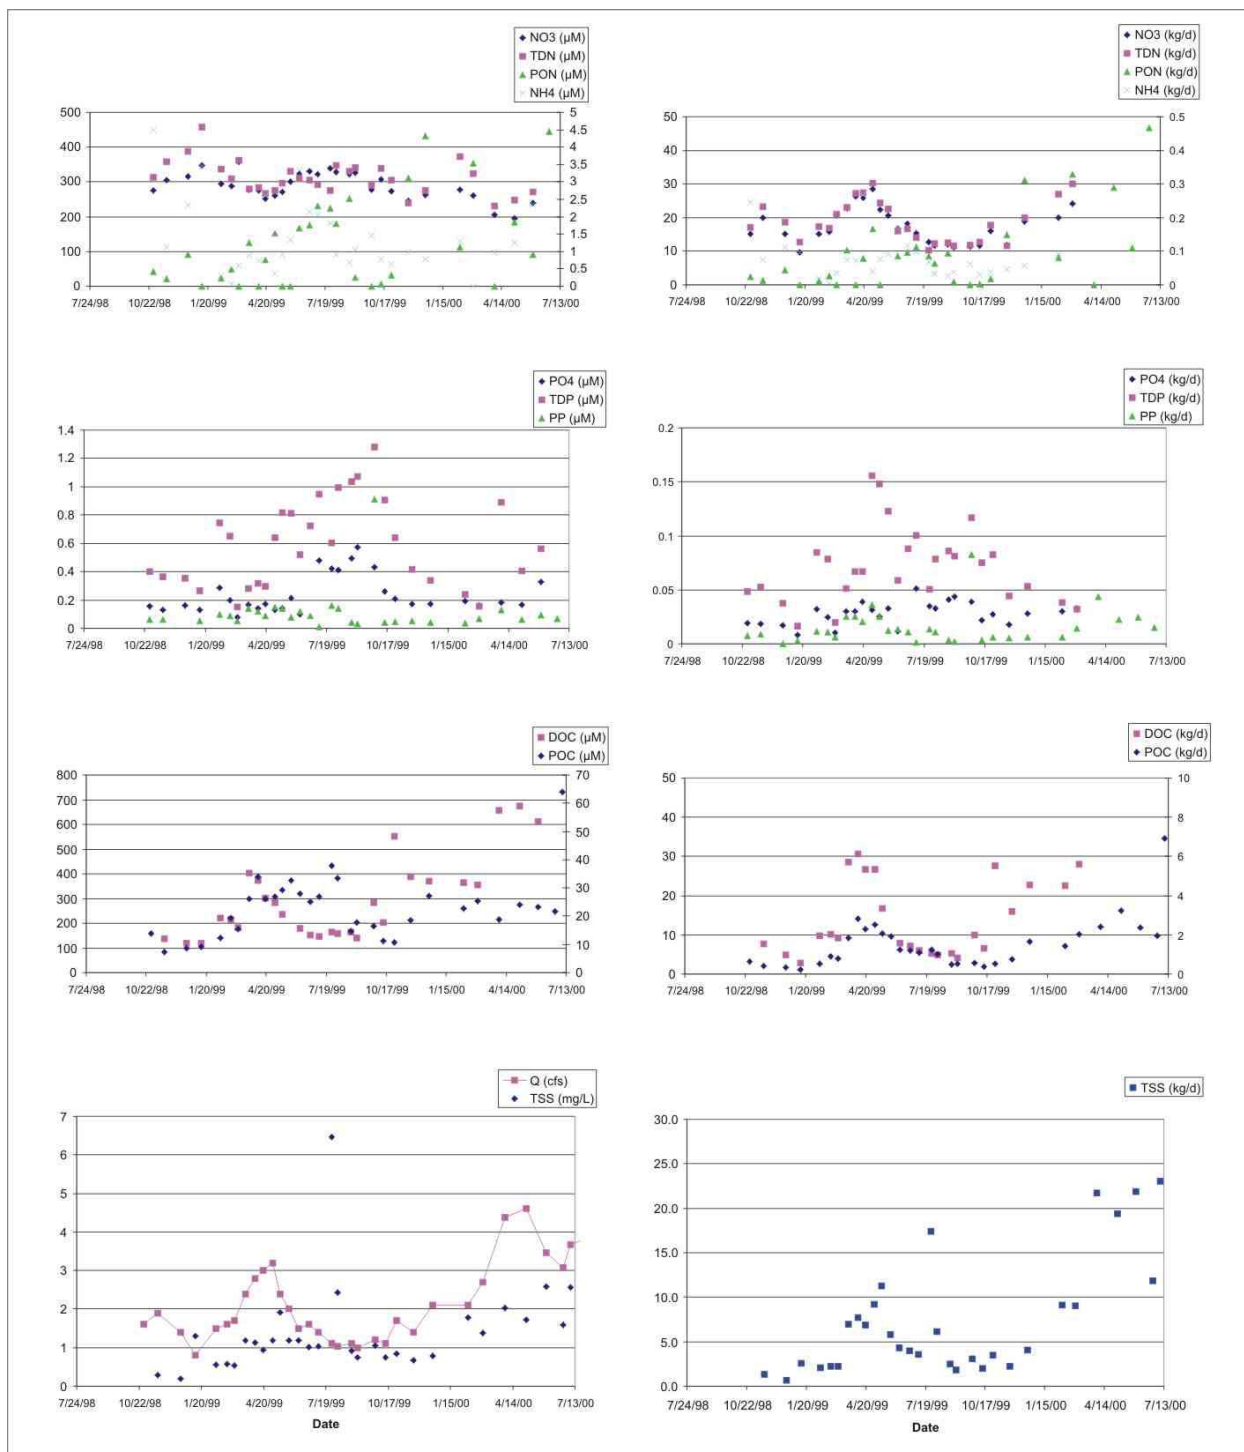 NO3 (µM)
TDN (µM)
PON (µM)
NH4 (µM)
500
400
300
200
100
0
5
4.5
4
3.5
3
2.5
2
1.5
1
0.5
0
7/24/98 10/22/98 1/20/99 4/20/99 7/19/99 10/17/99 1/15/00 4/14/00 7/13/00
NO3 (kg/d)
TDN (kg/d)
PON (kg/d)
NH4 (kg/d)
50
40
30
20
10
0
0.5
0.4
0.3
0.2
0.1
0
7/24/98 10/22/98 1/20/99 4/20/99 7/19/99 10/17/99 1/15/00 4/14/00 7/13/00
PO4 (µM)
TDP (µM)
PP (µM)
1.4
1.2
1
0.8
0.6
0.4
0.2
0
7/24/98 10/22/98 1/20/99 4/20/99 7/19/99 10/17/99 1/15/00 4/14/00 7/13/00
PO4 (kg/d)
TDP (kg/d)
PP (kg/d)
0.2
0.15
0.1
0.05
0
7/24/98 10/22/98 1/20/99 4/20/99 7/19/99 10/17/99 1/15/00 4/14/00 7/13/00
DOC (µM)
POC (µM)
800
700
600
500
400
300
200
100
0
70
60
50
40
30
20
10
0
7/24/98 10/22/98 1/20/99 4/20/99 7/19/99 10/17/99 1/15/00 4/14/00 7/13/00
DOC (kg/d)
POC (kg/d)
50
40
30
20
10
0
10
8
6
4
2
0
7/24/98 10/22/98 1/20/99 4/20/99 7/19/99 10/17/99 1/15/00 4/14/00 7/13/00
Q (cfs)
TSS (mg/L)
7
6
5
4
3
2
1
0
7/24/98 10/22/98 1/20/99 4/20/99 7/19/99 10/17/99 1/15/00 4/14/00 7/13/00
Date
TSS (kg/d)
30.0
25.0
20.0
15.0
10.0
5.0
0.0
7/24/98 10/22/98 1/20/99 4/20/99 7/19/99 10/17/99 1/15/00 4/14/00 7/13/00
Date